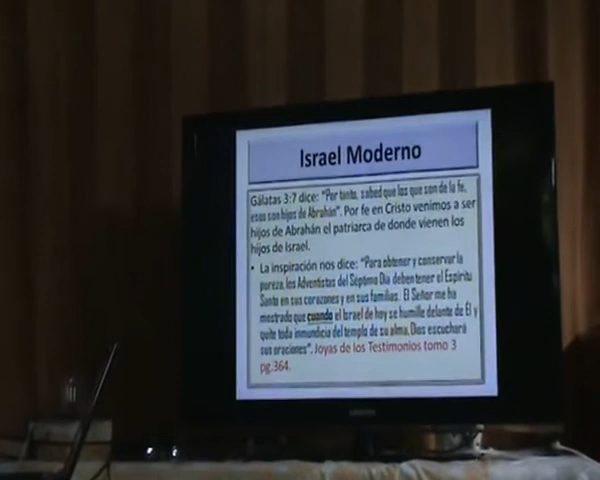 Israel Moderno
Gálatas 3:7 dice: "Por tanto, sabed que los que son de la fe,
esos son hijos de Abrahán". Por fe en Cristo venimos a ser
hijos de Abrahán el patriarca de donde vienen los
hijos de Israel.
• La inspiración nos dice: "Para obtener y conservar la
pureza, los Adventistas del Séptimo Día deben tener el Espíritu
Santo en sus corazones y en sus familias. El Señor me ha
mostrado que cuando el Israel de hoy se humille delante de Él y
quite toda inmundicia del templo de su alma, Dios escuchará
sus oraciones". Joyas de los Testimonios tomo 3
pg.364.